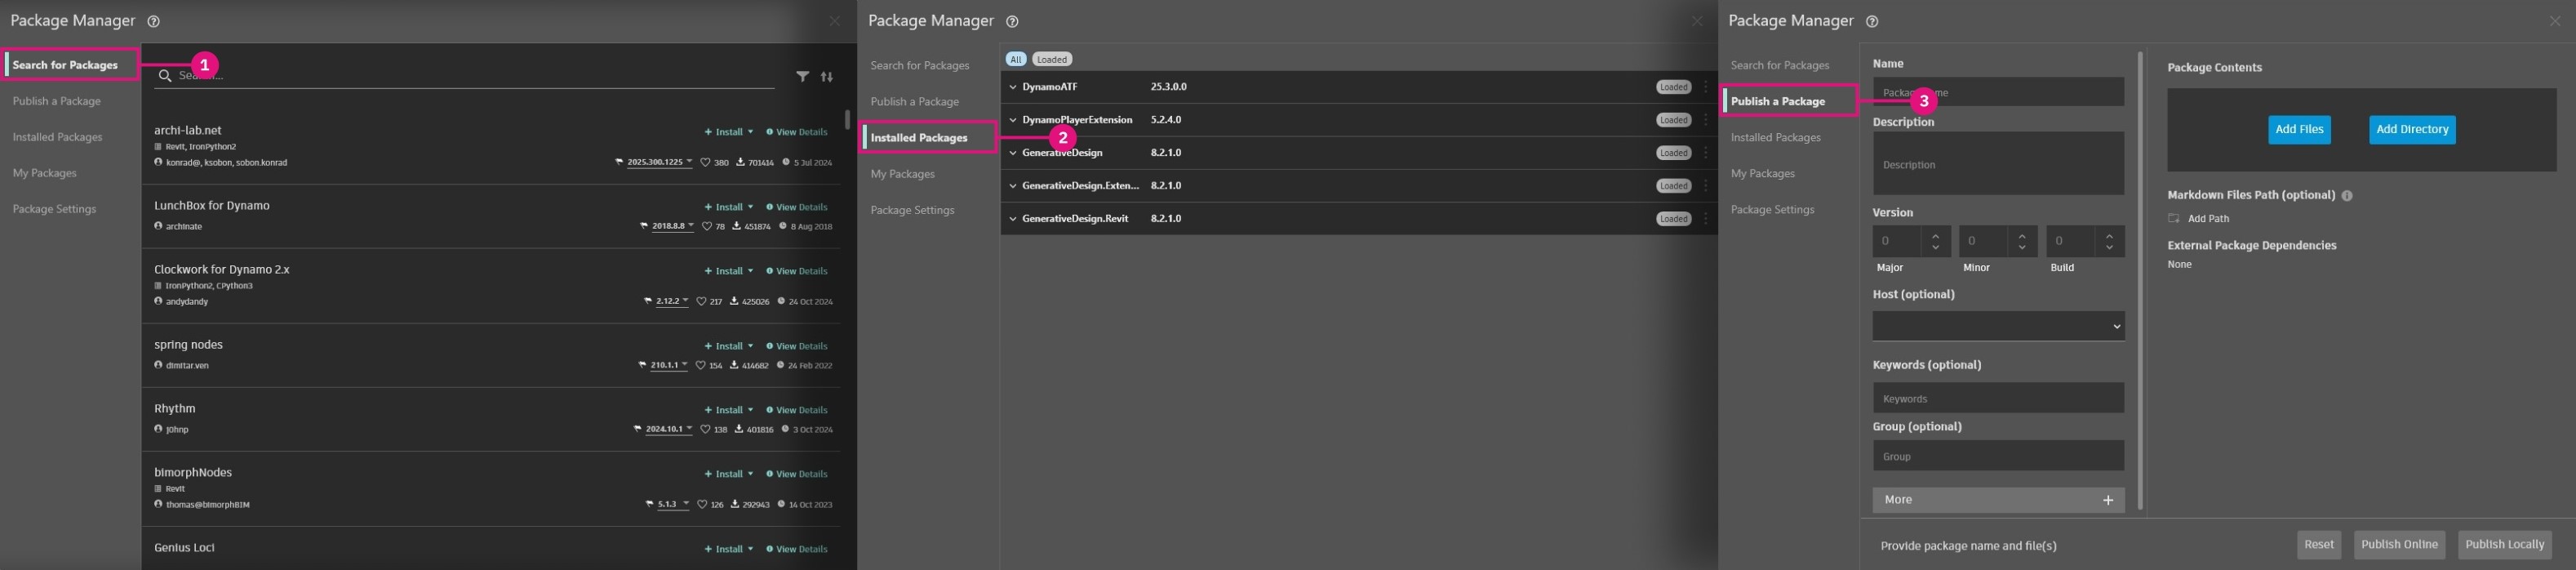 Package Manager
Search for Packages
Publish a Package
Installed Packages
My Packages
Package Settings
1
archi-lab.net
+ Install View Details
Revit, IronPython2
konrad@, ksobon, sobon.konrad
2025.300.1225 380 701414 5 Jul 2024
LunchBox for Dynamo
+ Install View Details
archinate
2018.8.8 78 451874 8 Aug 2018
Clockwork for Dynamo 2.x
+ Install View Details
IronPython2, CPython3
andydandy
2.12.2 217 425026 24 Oct 2024
spring nodes
+ Install View Details
dimitar.ven
210.1.1 154 414682 24 Feb 2022
Rhythm
+ Install View Details
j0hnp
2024.10.1 138 401816 3 Oct 2024
bimorphNodes
+ Install View Details
Revit
thomas@bimorphBIM
5.1.3 126 292943 14 Oct 2023
Genius Loci
+ Install View Details
Package Manager
Search for Packages
Publish a Package
Installed Packages
My Packages
Package Settings
2
All Loaded
DynamoATF 25.3.0.0 Loaded
DynamoPlayerExtension 5.2.4.0 Loaded
GenerativeDesign 8.2.1.0 Loaded
GenerativeDesign.Exten... 8.2.1.0 Loaded
GenerativeDesign.Revit 8.2.1.0 Loaded
Package Manager
Search for Packages
Publish a Package
Installed Packages
My Packages
Package Settings
3
Name
Description
Description
Version
0 0 0
Major Minor Build
Host (optional)
Keywords (optional)
Keywords
Group (optional)
Group
More +
Package Contents
Add Files Add Directory
Markdown Files Path (optional)
Add Path
External Package Dependencies
None
Provide package name and file(s)
Reset Publish Online Publish Locally